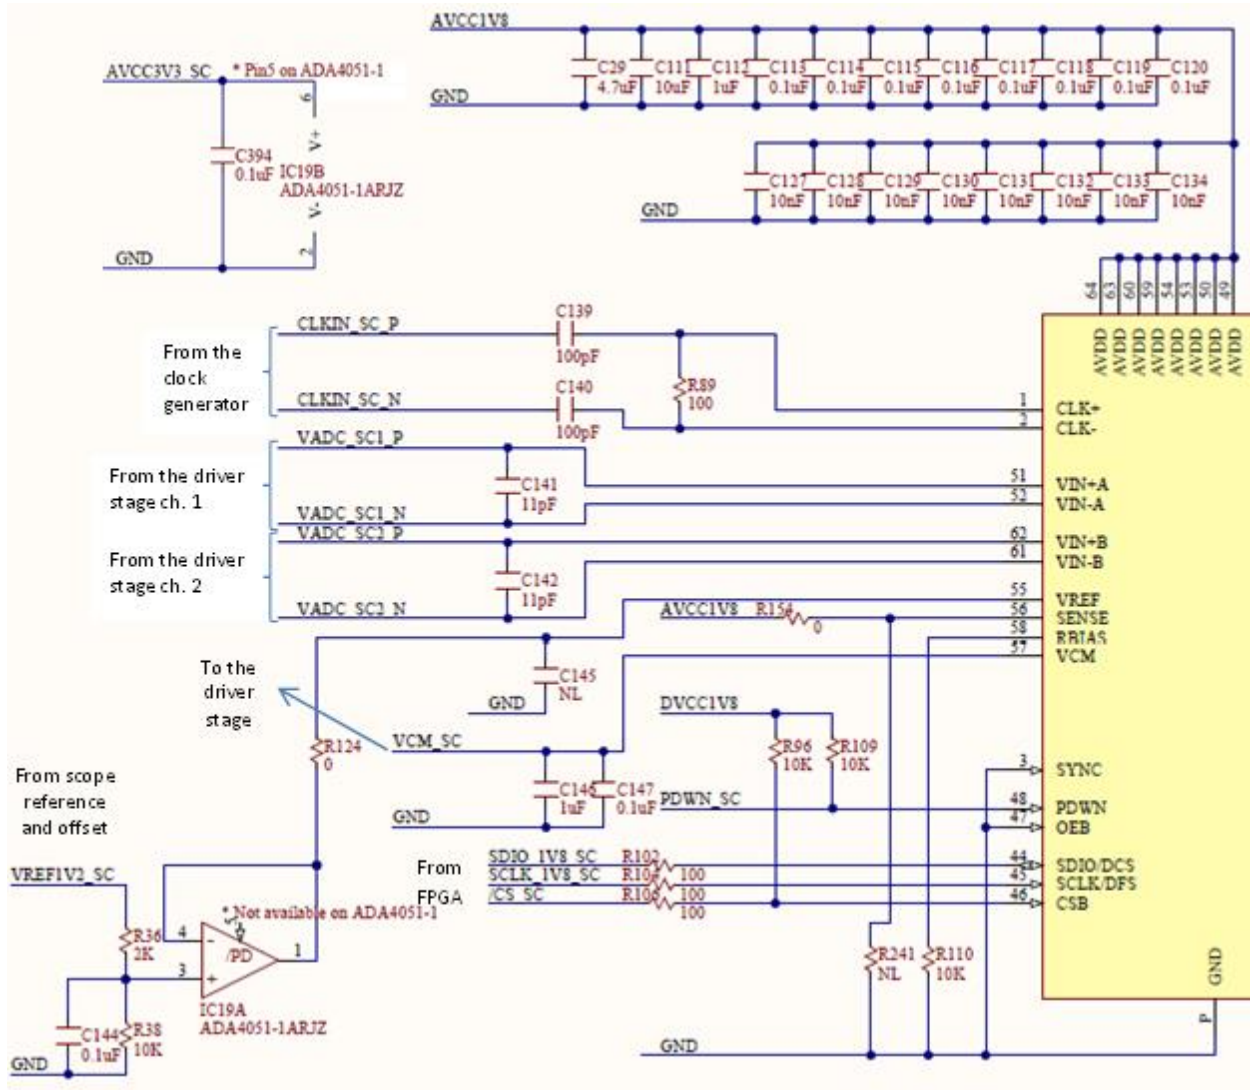 AVCC1V8
C29 C111 C112 C113 C114 C115 C116 C117 C118 C119 C120
4.7uF 10uF 1uF 0.1uF 0.1uF 0.1uF 0.1uF 0.1uF 0.1uF 0.1uF 0.1uF
GND
AVCC3V3_SC
* Pin5 on ADA4051-1
6
V+
C394
0.1uF
IC19B
ADA4051-1ARJZ
V-
2
GND
C127 C128 C129 C130 C131 C132 C133 C134
10nF 10nF 10nF 10nF 10nF 10nF 10nF 10nF
GND
64 63 60 59 54 53 50 49
AVDD AVDD AVDD AVDD AVDD AVDD AVDD AVDD
From the
clock
generator
CLKIN_SC_P
C139
100pF
R89
100
CLKIN_SC_N
C140
100pF
1 CLK+
2 CLK-
From the driver
stage ch. 1
VADC_SC1_P
C141
11pF
VADC_SC1_N
51 VIN+A
52 VIN-A
From the driver
stage ch. 2
VADC_SC2_P
C142
11pF
VADC_SC2_N
62 VIN+B
61 VIN-B
55 VREF
AVCC1V8 R154 0
56 SENSE
58 RBIAS
57 VCM
C145
NL
GND
To the
driver
stage
VCM_SC
C146
1uF
C147
0.1uF
GND
DVCC1V8
R96
10K
R109
10K
PDWN_SC
3 SYNC
48 PDWN
47 OEB
R124
0
From scope
reference
and offset
From
FPGA
SDIO_1V8_SC R102 100
SCLK_1V8_SC 100
/CS_SC 100
44 SDIO/DCS
45 SCLK/DFS
46 CSB
VREF1V2_SC
* Not available on ADA4051-1
5
/PD
4 -
3 +
1
R36
2K
IC19A
ADA4051-1ARJZ
C144
0.1uF
R38
10K
GND
R241
NL
R110
10K
GND
GND
P